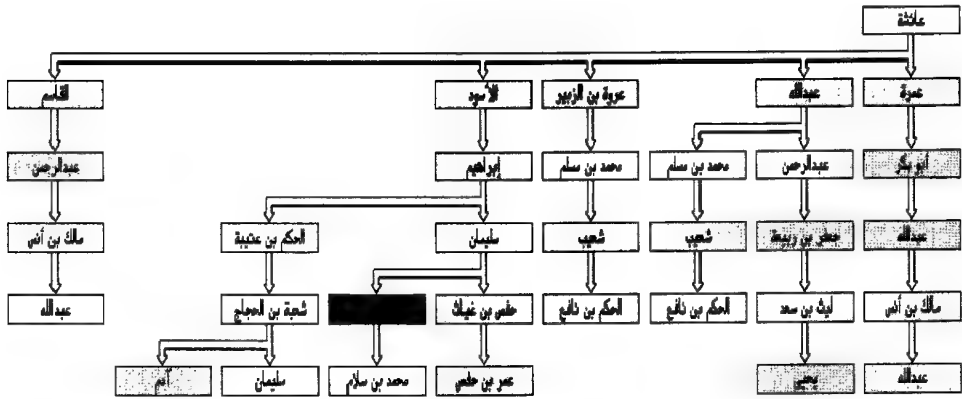 عائشة
عمرة
عبدالله
عروة بن الزبير
الأسود
القاسم
أبو بكر
عبدالرحمن
محمد بن مسلم
محمد بن مسلم
إبراهيم
عبدالرحمن
عبدالله
جعفر بن ربيعة
شعيب
شعيب
سليمان
الحكم بن عتيبة
مالك بن أنس
مالك بن أنس
ليث بن سعد
الحكم بن نافع
الحكم بن نافع
حفص بن غياث
شعبة بن الحجاج
عبدالله
عبدالله
يحيى
عمر بن حفص
محمد بن سلام
سليمان
آدم